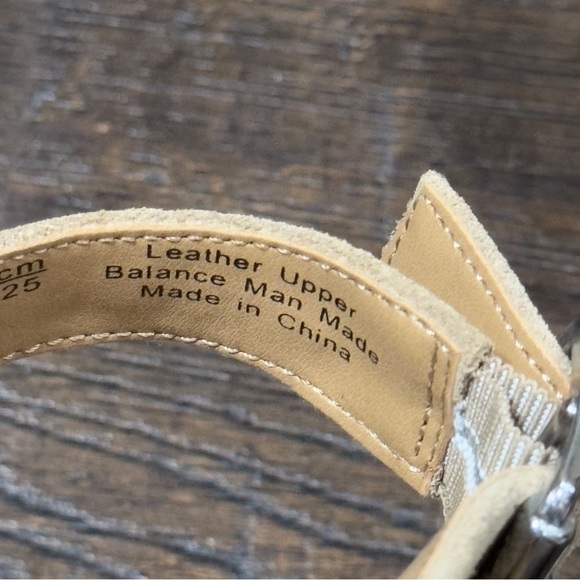 cm
25
Leather Upper
Balance Man Made
Made in China